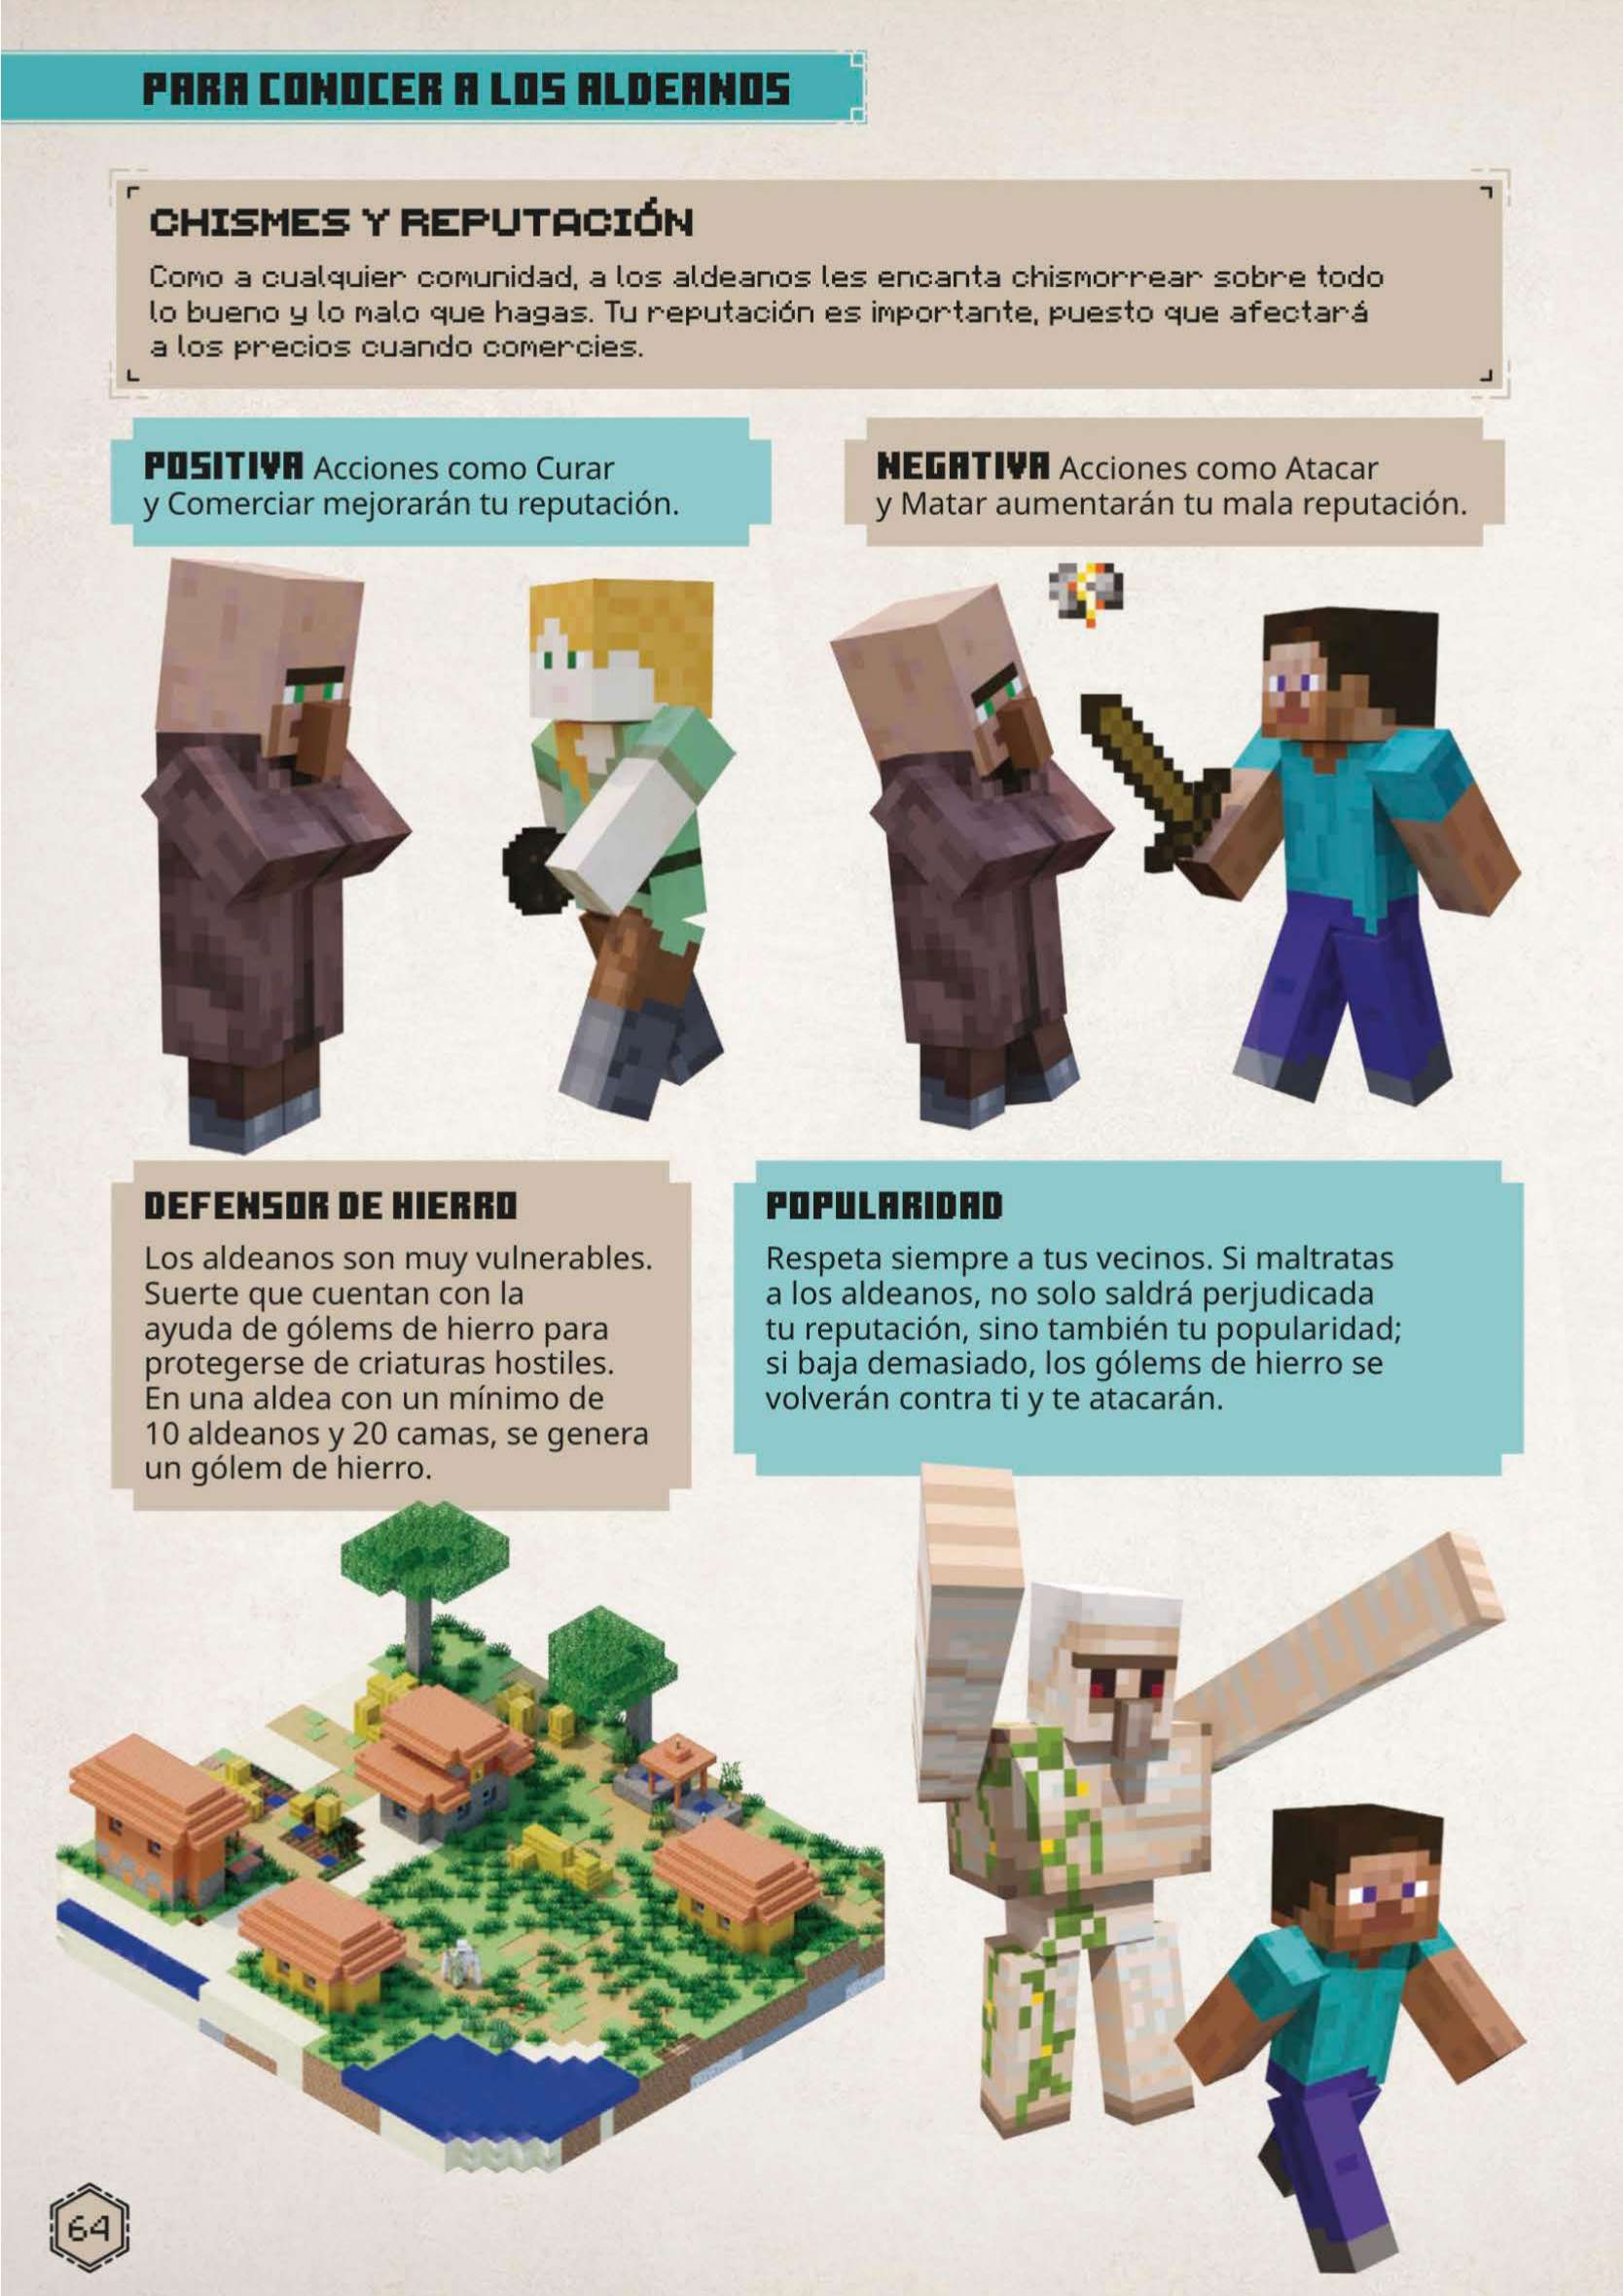 PARA CONOCER A LOS ALDEANOS
CHISMES Y REPUTACIÓN
Como a cualquier comunidad, a los aldeanos les encanta chismorrear sobre todo
lo bueno y lo malo que hagas. Tu reputación es importante, puesto que afectará
a los precios cuando comercies.
POSITIVA Acciones como Curar
y Comerciar mejorarán tu reputación.
NEGATIVA Acciones como Atacar
y Matar aumentarán tu mala reputación.
DEFENSOR DE HIERRO
Los aldeanos son muy vulnerables.
Suerte que cuentan con la
ayuda de gólems de hierro para
protegerse de criaturas hostiles.
En una aldea con un mínimo de
10 aldeanos y 20 camas, se genera
un gólem de hierro.
POPULARIDAD
Respeta siempre a tus vecinos. Si maltratas
a los aldeanos, no solo saldrá perjudicada
tu reputación, sino también tu popularidad;
si baja demasiado, los gólems de hierro se
volverán contra ti y te atacarán.
64